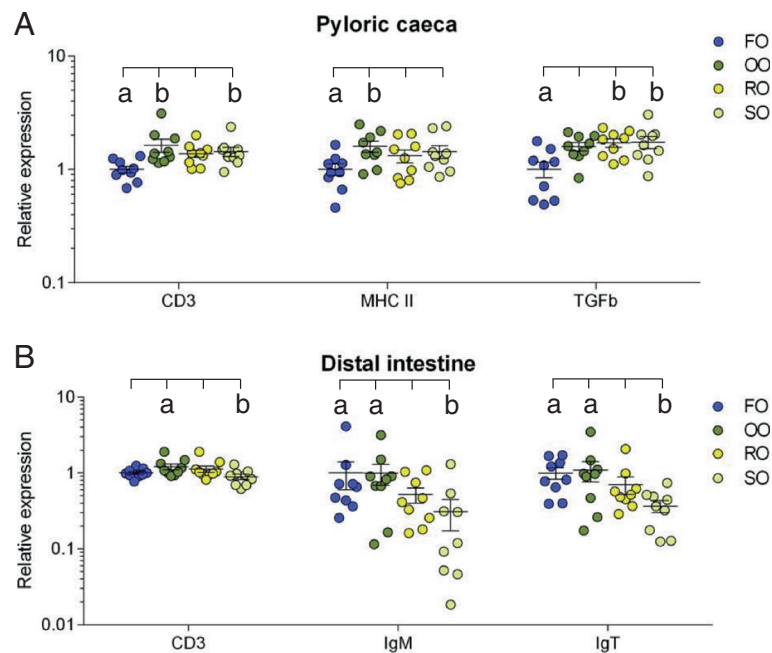 A
Pyloric caeca
10
1
0.1
Relative expression
a b b
a b
a b b
CD3 MHC II TGFb
FO
OO
RO
SO
B
Distal intestine
10
1
0.1
0.01
Relative expression
a b
a a b
a a b
CD3 IgM IgT
FO
OO
RO
SO